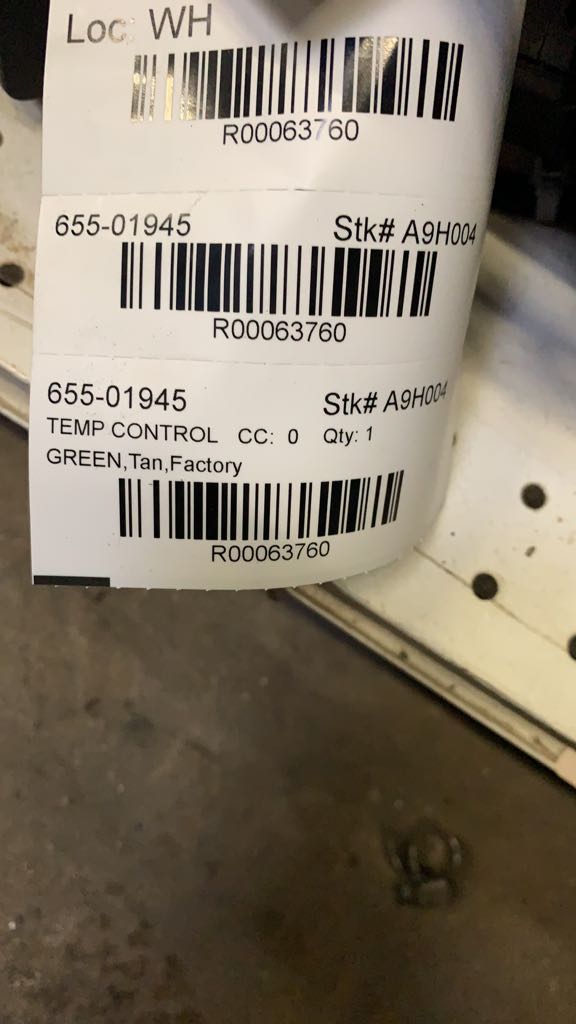 Loc: WH
R00063760
655-01945 Stk# A9H004
R00063760
655-01945 Stk# A9H004
TEMP CONTROL CC: 0 Qty: 1
GREEN,Tan,Factory
R00063760